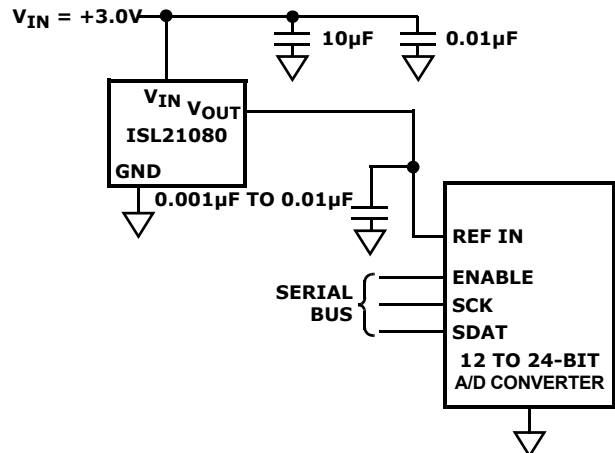 VIN = +3.0V
10µF
0.01µF
VIN
VOUT
ISL21080
GND
0.001µF TO 0.01µF
REF IN
ENABLE
SERIAL
BUS
SCK
SDAT
12 TO 24-BIT
A/D CONVERTER